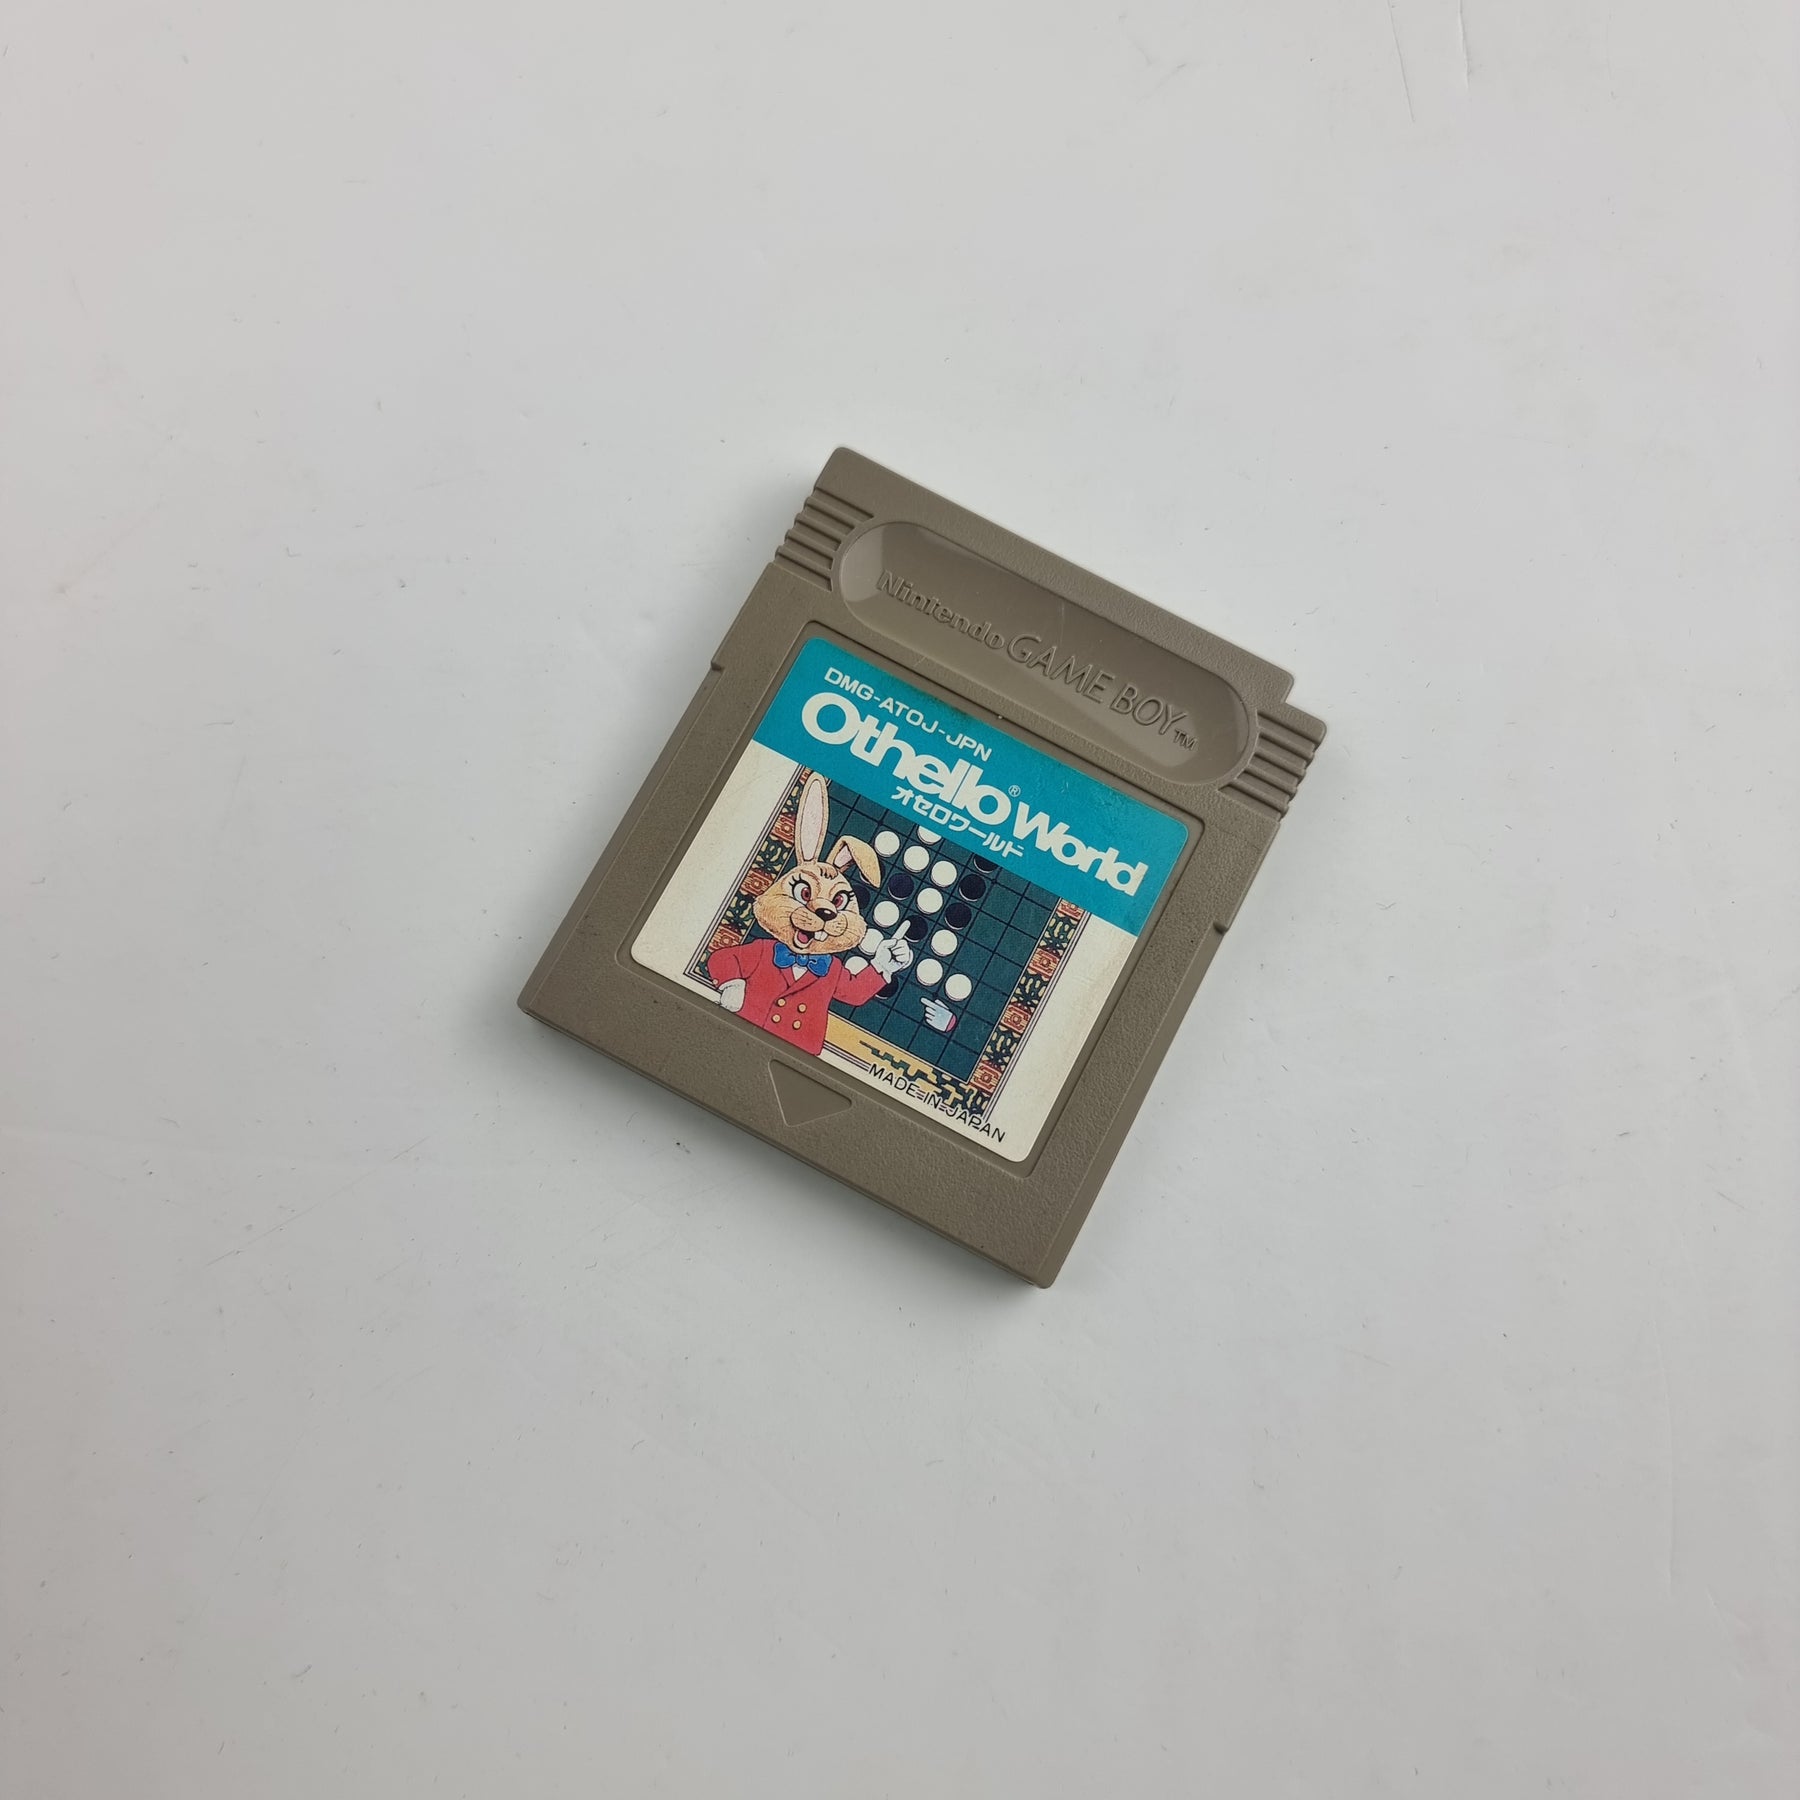 Nintendo GAME BOY™
DMG-ATOJ-JPN
Othello® World
オセロワールド
MADE IN JAPAN